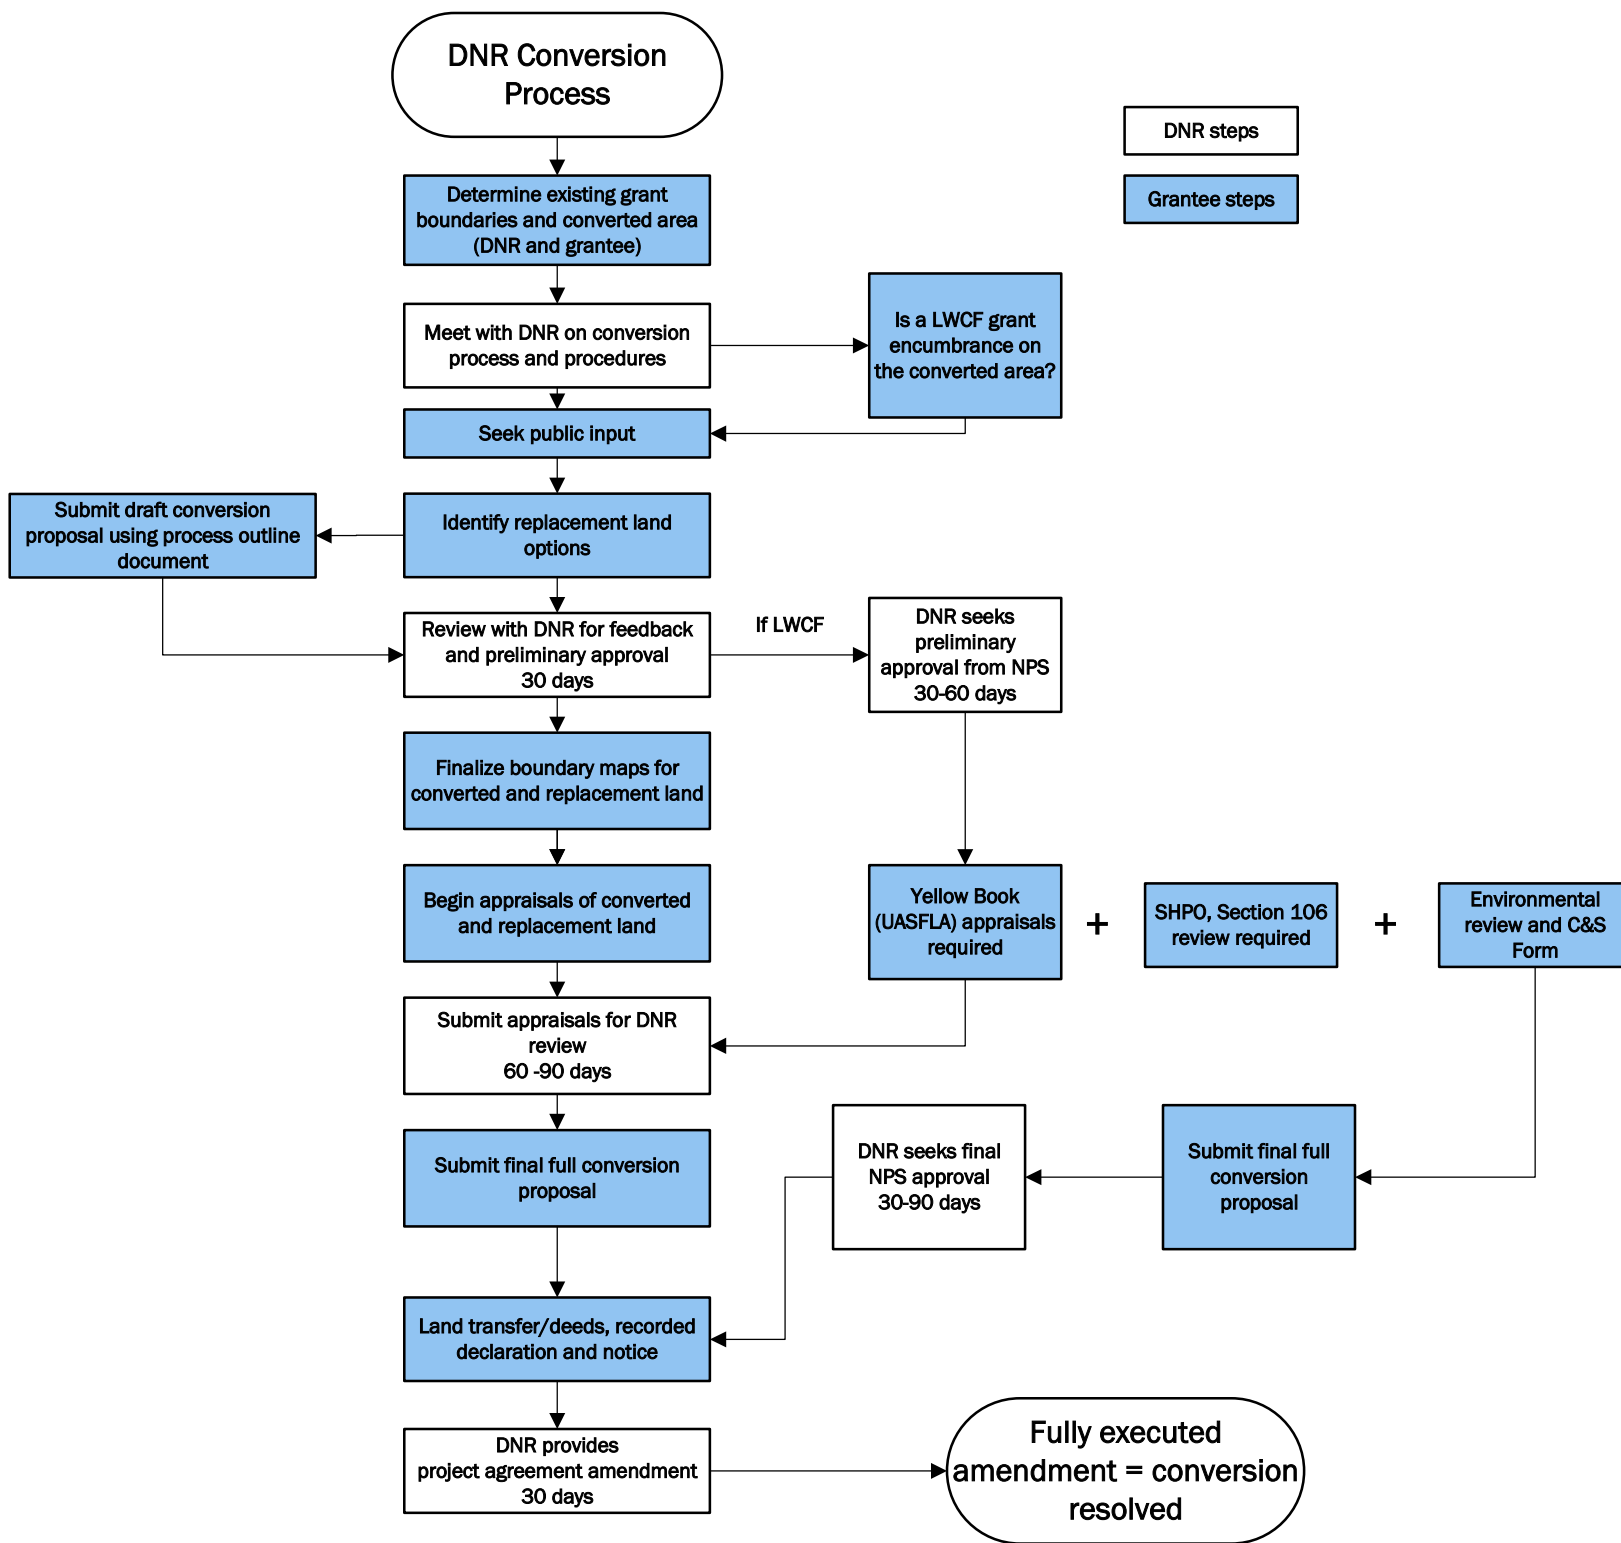 DNR Conversion
Process
DNR steps
Grantee steps
Determine existing grant
boundaries and converted area
(DNR and grantee)
Meet with DNR on conversion
process and procedures
Is a LWCF grant
encumbrance on
the converted area?
Seek public input
Identify replacement land
options
Submit draft conversion
proposal using process outline
document
Review with DNR for feedback
and preliminary approval
30 days
If LWCF
DNR seeks
preliminary
approval from NPS
30-60 days
Finalize boundary maps for
converted and replacement land
Begin appraisals of converted
and replacement land
Yellow Book
(UASFLA) appraisals
required
+
SHPO, Section 106
review required
+
Environmental
review and C&S
Form
Submit appraisals for DNR
review
60 -90 days
Submit final full conversion
proposal
DNR seeks final
NPS approval
30-90 days
Submit final full
conversion
proposal
Land transfer/deeds, recorded
declaration and notice
DNR provides
project agreement amendment
30 days
Fully executed
amendment = conversion
resolved